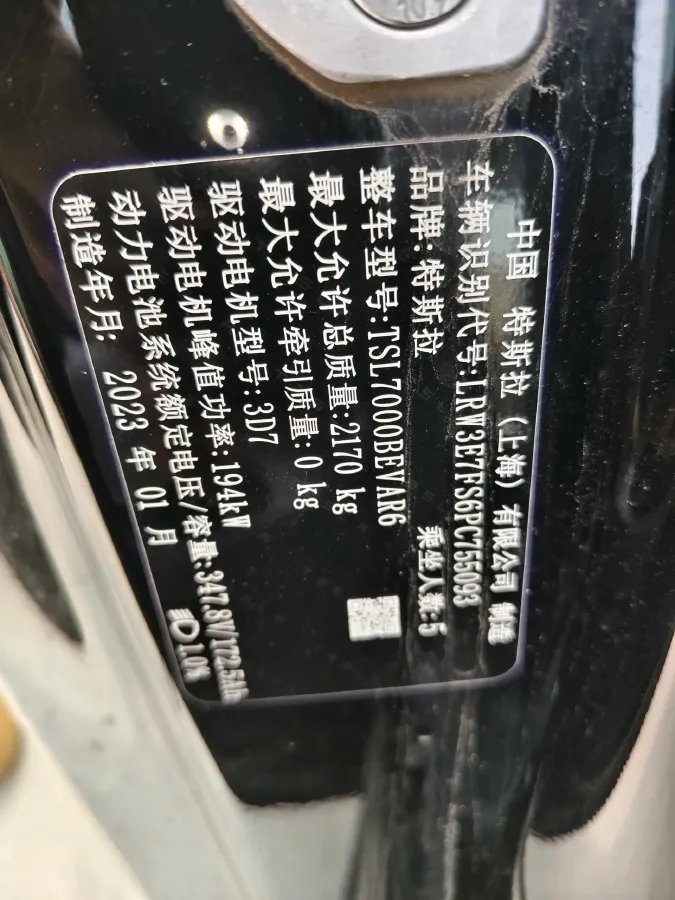 中国 特斯拉（上海）有限公司 制造
车辆识别代号:LRW3E7FS6PC755093
品牌:特斯拉 乘坐人数:5
整车型号:TSL7000BEVAR6
最大允许总质量:2170 kg
最大允许牵引质量:0 kg
驱动电机型号:3D7
驱动电机峰值功率:194kW
动力电池系统额定电压/容量:347.8V/172.5Ah
制造年月: 2023 年 01 月 1.0%